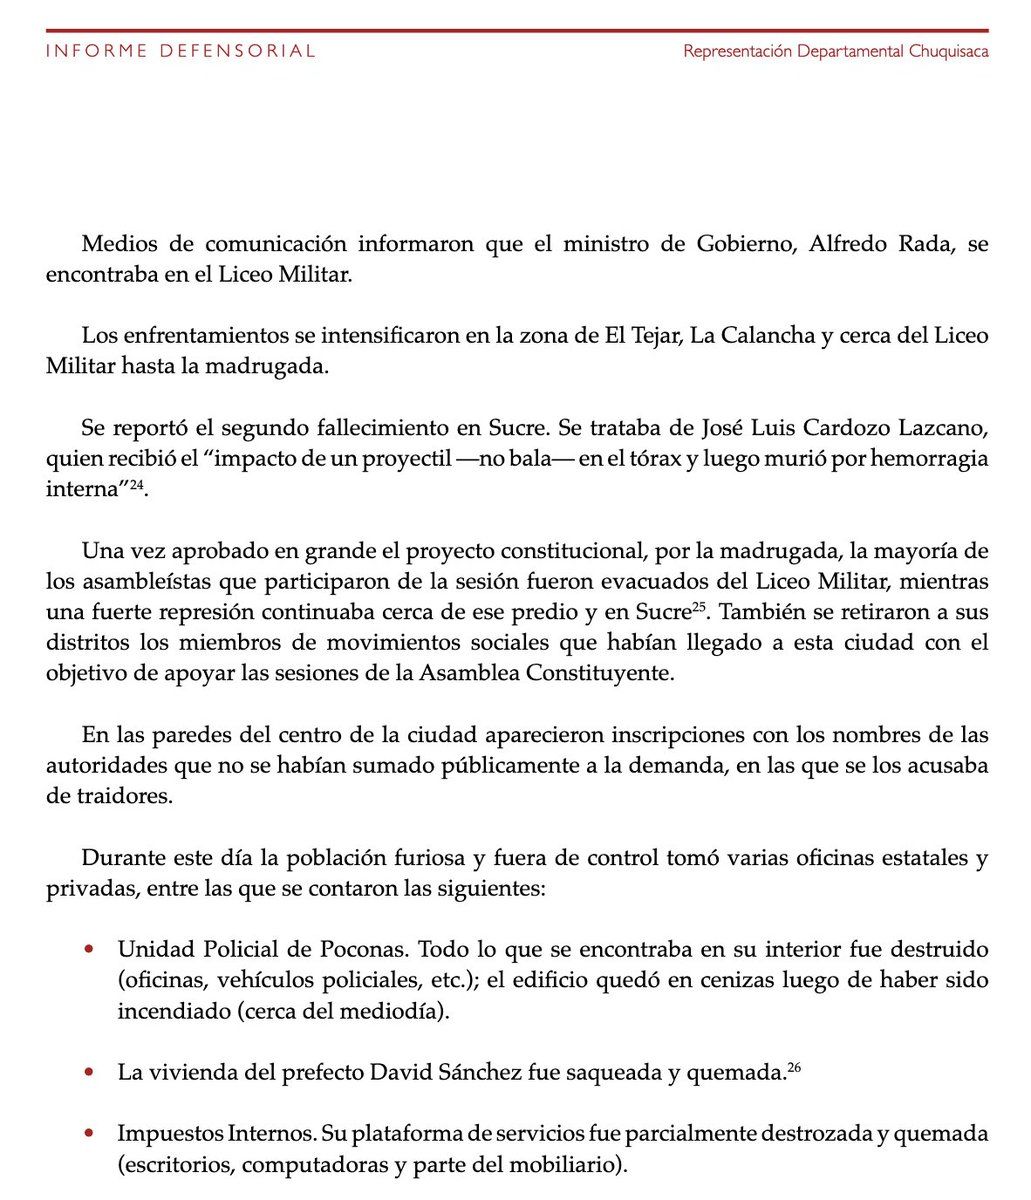 INFORME DEFENSORIAL
Representación Departamental Chuquisaca
Medios de comunicación informaron que el ministro de Gobierno, Alfredo Rada, se
encontraba en el Liceo Militar.
Los enfrentamientos se intensificaron en la zona de El Tejar, La Calancha y cerca del Liceo
Militar hasta la madrugada.
Se reportó el segundo fallecimiento en Sucre. Se trataba de José Luis Cardozo Lazcano,
quien recibió el “impacto de un proyectil —no bala— en el tórax y luego murió por hemorragia
interna”²⁴.
Una vez aprobado en grande el proyecto constitucional, por la madrugada, la mayoría de
los asambleístas que participaron de la sesión fueron evacuados del Liceo Militar, mientras
una fuerte represión continuaba cerca de ese predio y en Sucre²⁵. También se retiraron a sus
distritos los miembros de movimientos sociales que habían llegado a esta ciudad con el
objetivo de apoyar las sesiones de la Asamblea Constituyente.
En las paredes del centro de la ciudad aparecieron inscripciones con los nombres de las
autoridades que no se habían sumado públicamente a la demanda, en las que se los acusaba
de traidores.
Durante este día la población furiosa y fuera de control tomó varias oficinas estatales y
privadas, entre las que se contaron las siguientes:
• Unidad Policial de Poconas. Todo lo que se encontraba en su interior fue destruido
(oficinas, vehículos policiales, etc.); el edificio quedó en cenizas luego de haber sido
incendiado (cerca del mediodía).
• La vivienda del prefecto David Sánchez fue saqueada y quemada.²⁶
• Impuestos Internos. Su plataforma de servicios fue parcialmente destrozada y quemada
(escritorios, computadoras y parte del mobiliario).